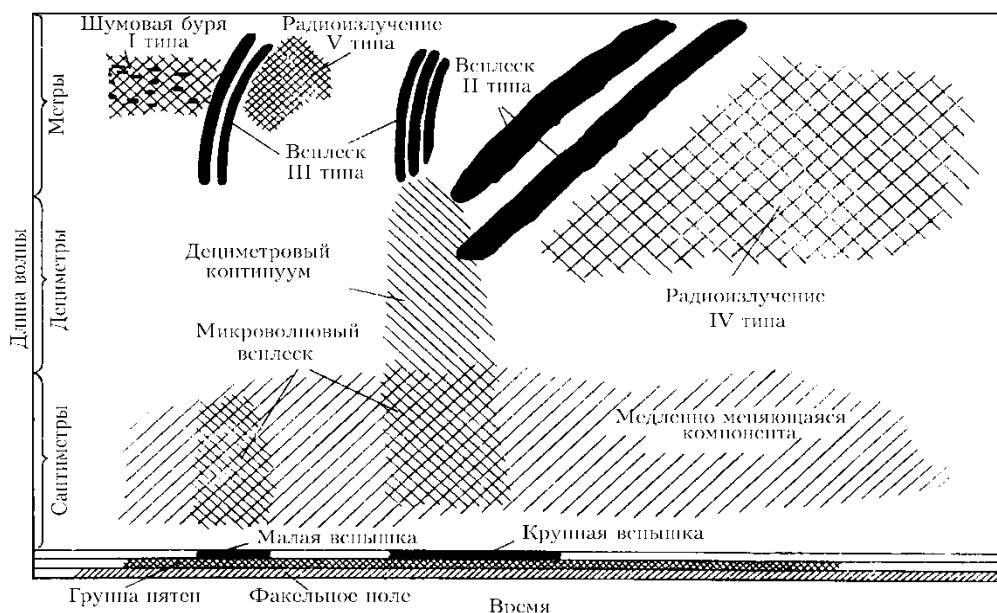 Шумовая буря
I типа
Радиоизлучение
V типа
Всплеск
II типа
Всплеск
III типа
Метры
Дециметровый
континуум
Дециметры
Длина волны
Радиоизлучение
IV типа
Микроволновый
всплеск
Медленно меняющаяся
компонента
Сантиметры
Малая вспышка
Крупная вспышка
Группа пятен
Факельное поле
Время